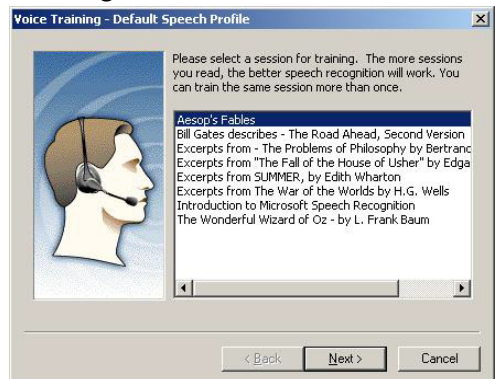 Voice Training - Default Speech Profile
Please select a session for training. The more sessions
you read, the better speech recognition will work. You
can train the same session more than once.
Aesop's Fables
Bill Gates describes - The Road Ahead, Second Version
Excerpts from - The Problems of Philosophy by Bertranc
Excerpts from "The Fall of the House of Usher" by Edga
Excerpts from SUMMER, by Edith Wharton
Excerpts from The War of the Worlds by H.G. Wells
Introduction to Microsoft Speech Recognition
The Wonderful Wizard of Oz - by L. Frank Baum
< Back Next > Cancel